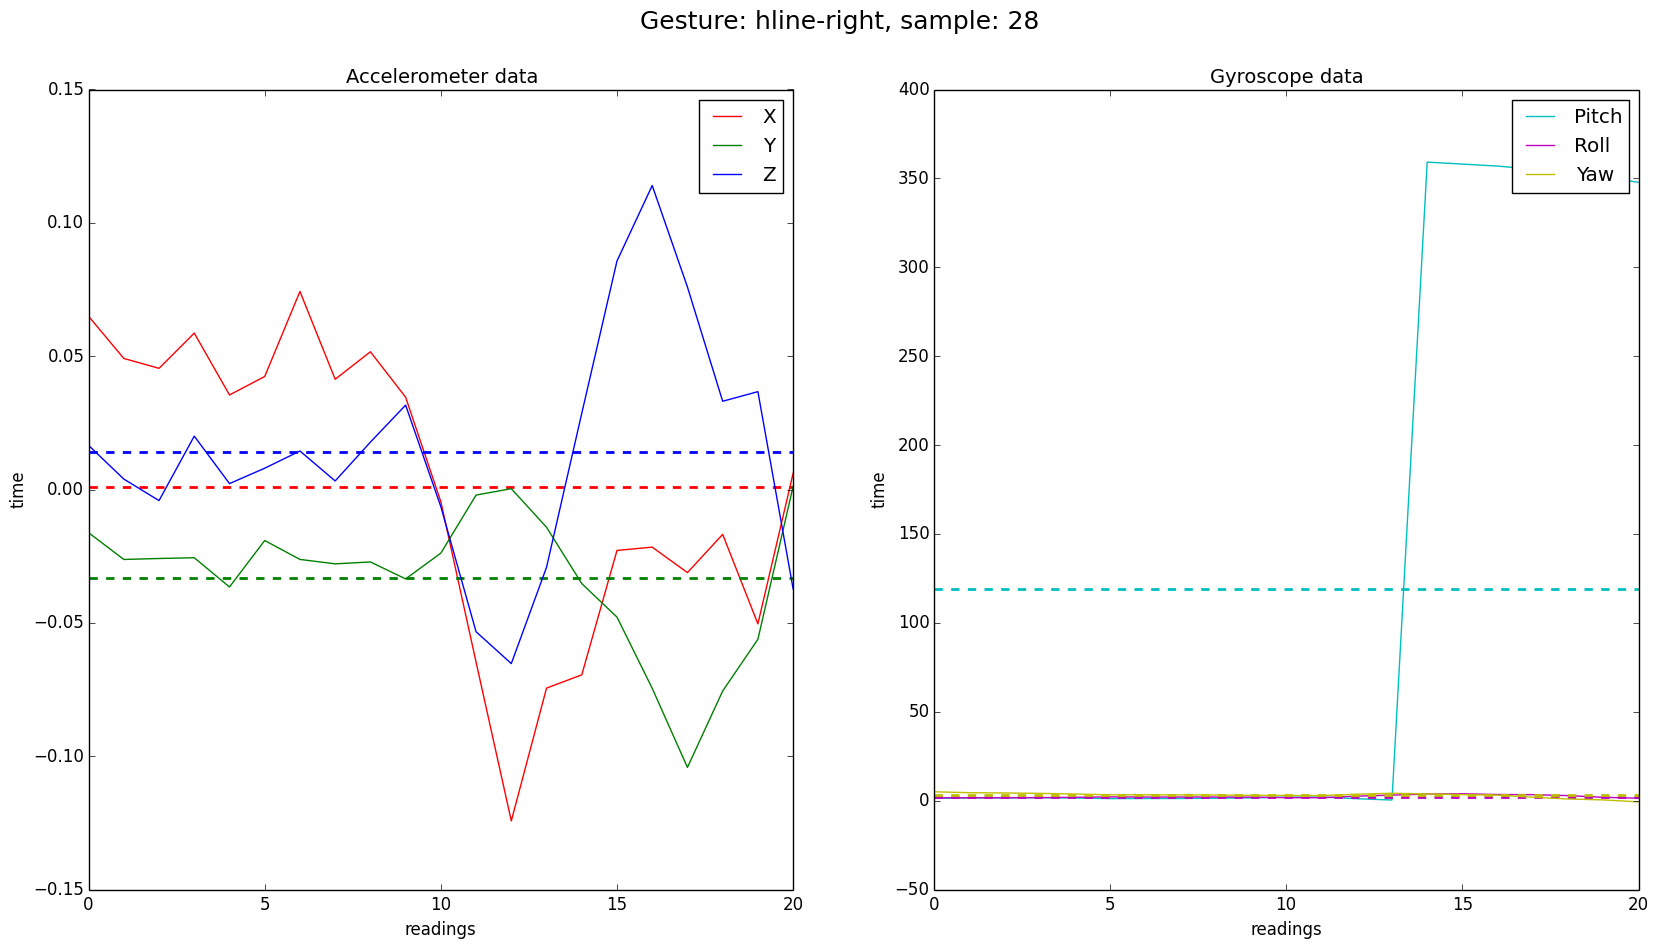 Gesture: hline-right, sample: 28
Accelerometer data
0.15
0.10
0.05
0.00
−0.05
−0.10
−0.15
time
0
5
10
15
20
readings
X
Y
Z
Gyroscope data
400
350
300
250
200
150
100
50
0
−50
time
0
5
10
15
20
readings
Pitch
Roll
Yaw